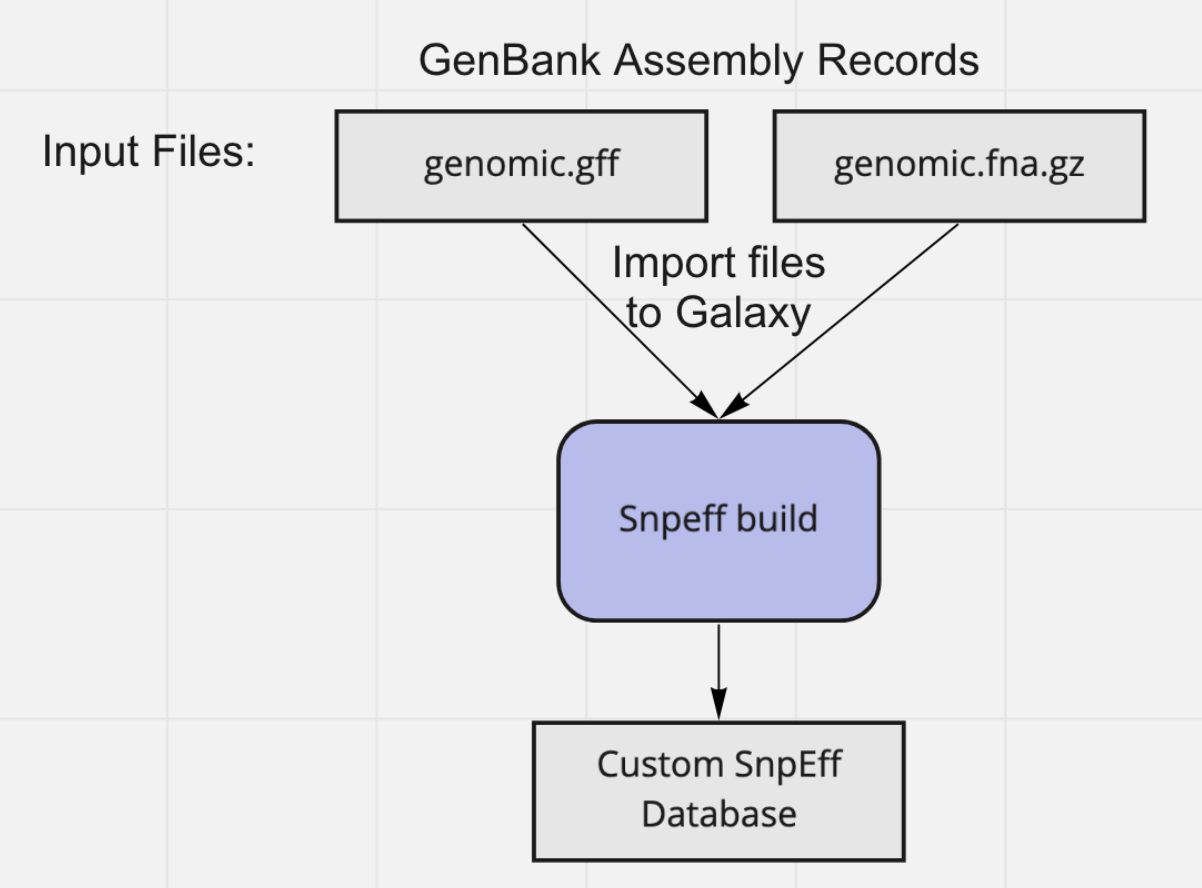 GenBank Assembly Records
Input Files:
genomic.gff
genomic.fna.gz
Import files
to Galaxy
Snpeff build
Custom SnpEff
Database